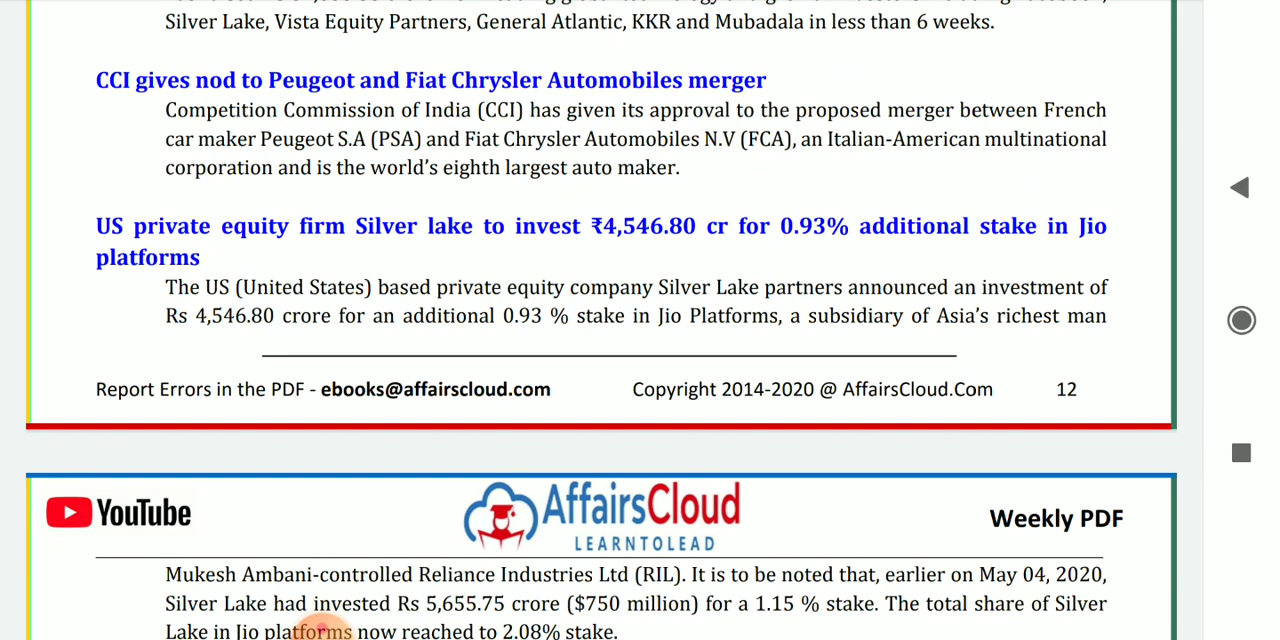 Silver Lake, Vista Equity Partners, General Atlantic, KKR and Mubadala in less than 6 weeks.
CCI gives nod to Peugeot and Fiat Chrysler Automobiles merger
Competition Commission of India (CCI) has given its approval to the proposed merger between French
car maker Peugeot S.A (PSA) and Fiat Chrysler Automobiles N.V (FCA), an Italian-American multinational
corporation and is the world's eighth largest auto maker.
US private equity firm Silver lake to invest ₹4,546.80 cr for 0.93% additional stake in Jio
platforms
The US (United States) based private equity company Silver Lake partners announced an investment of
Rs 4,546.80 crore for an additional 0.93 % stake in Jio Platforms, a subsidiary of Asia's richest man
Report Errors in the PDF - ebooks@affairscloud.com Copyright 2014-2020 @ AffairsCloud.Com 12
YouTube
AffairsCloud
LEARNTOLEAD
Weekly PDF
Mukesh Ambani-controlled Reliance Industries Ltd (RIL). It is to be noted that, earlier on May 04, 2020,
Silver Lake had invested Rs 5,655.75 crore ($750 million) for a 1.15 % stake. The total share of Silver
Lake in Jio platforms now reached to 2.08% stake.